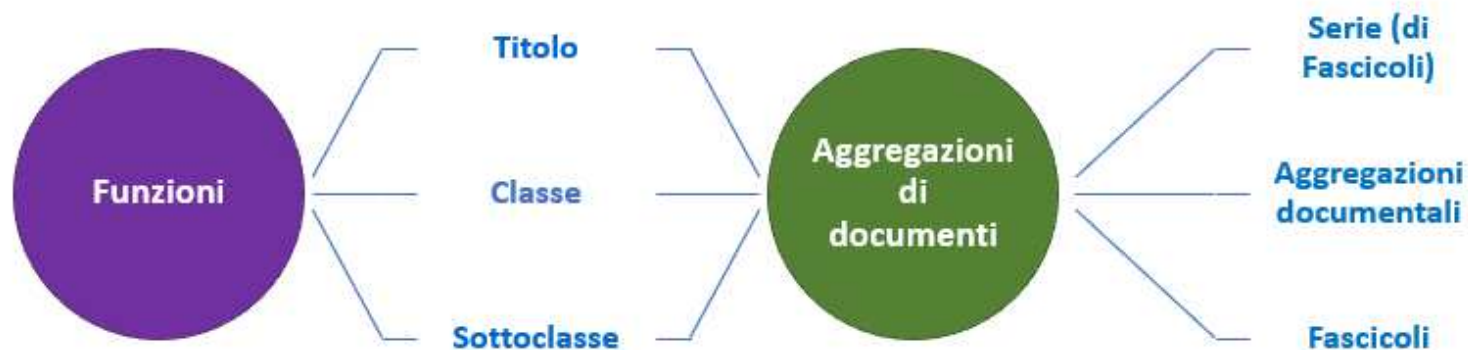 Funzioni
Titolo
Classe
Sottoclasse
Aggregazioni
di
documenti
Serie (di
Fascicoli)
Aggregazioni
documentali
Fascicoli